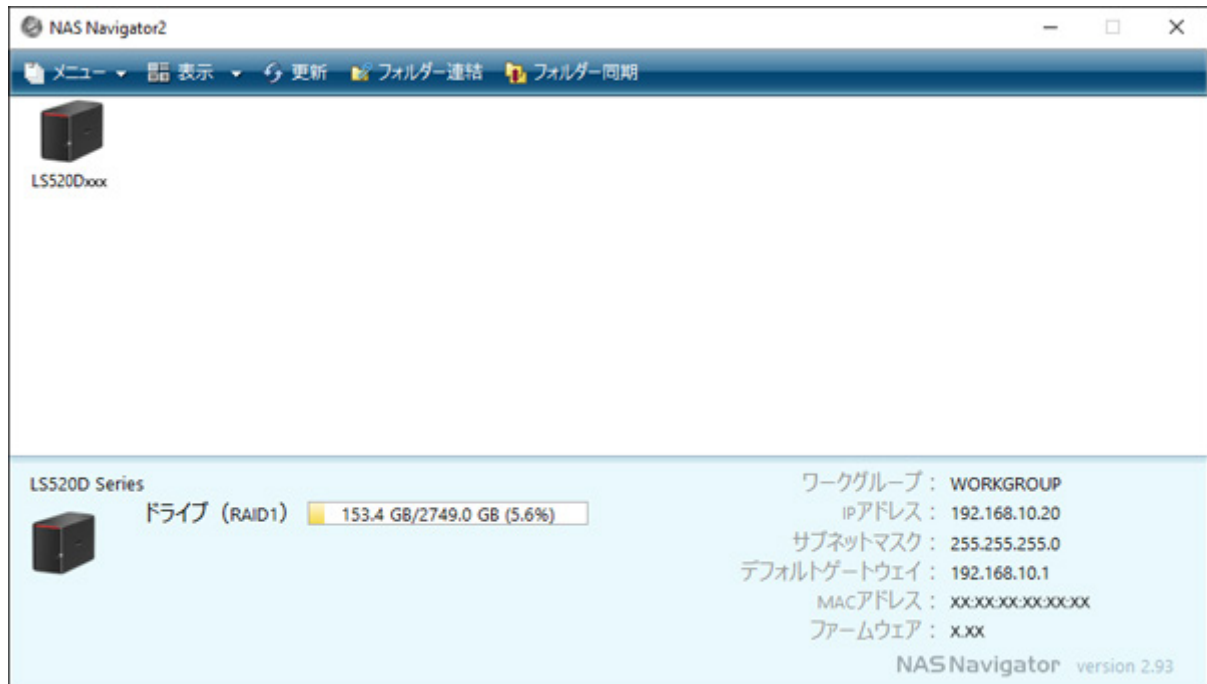 NAS Navigator2
メニュー 表示 更新 フォルダー連結 フォルダー同期
LS520Dxxx
LS520D Series
ドライブ（RAID1） 153.4 GB/2749.0 GB (5.6%)
ワークグループ： WORKGROUP
IPアドレス： 192.168.10.20
サブネットマスク： 255.255.255.0
デフォルトゲートウェイ： 192.168.10.1
MACアドレス： XX:XX:XX:XX:XX:XX
ファームウェア： X.XX
NAS Navigator version 2.93